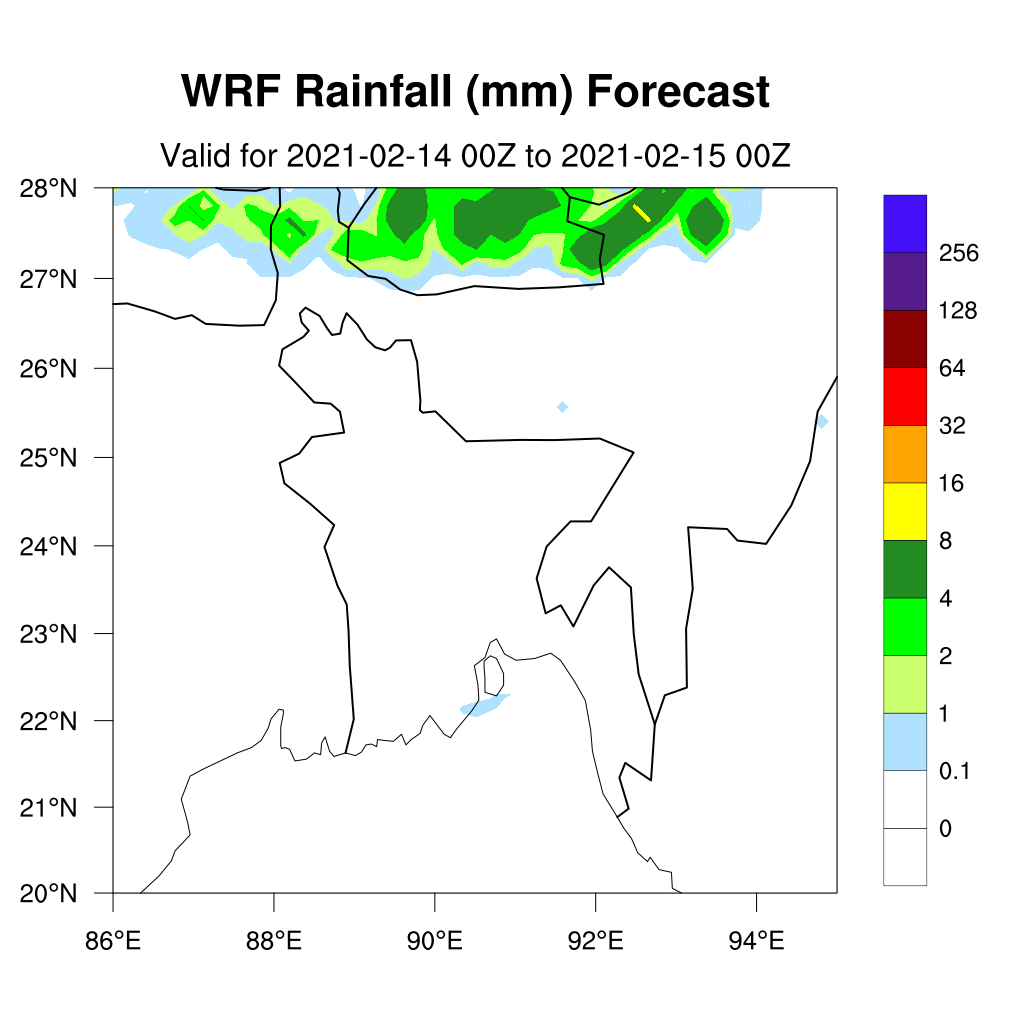 WRF Rainfall (mm) Forecast
Valid for 2021-02-14 00Z to 2021-02-15 00Z
28°N
27°N
26°N
25°N
24°N
23°N
22°N
21°N
20°N
86°E
88°E
90°E
92°E
94°E
256
128
64
32
16
8
4
2
1
0.1
0